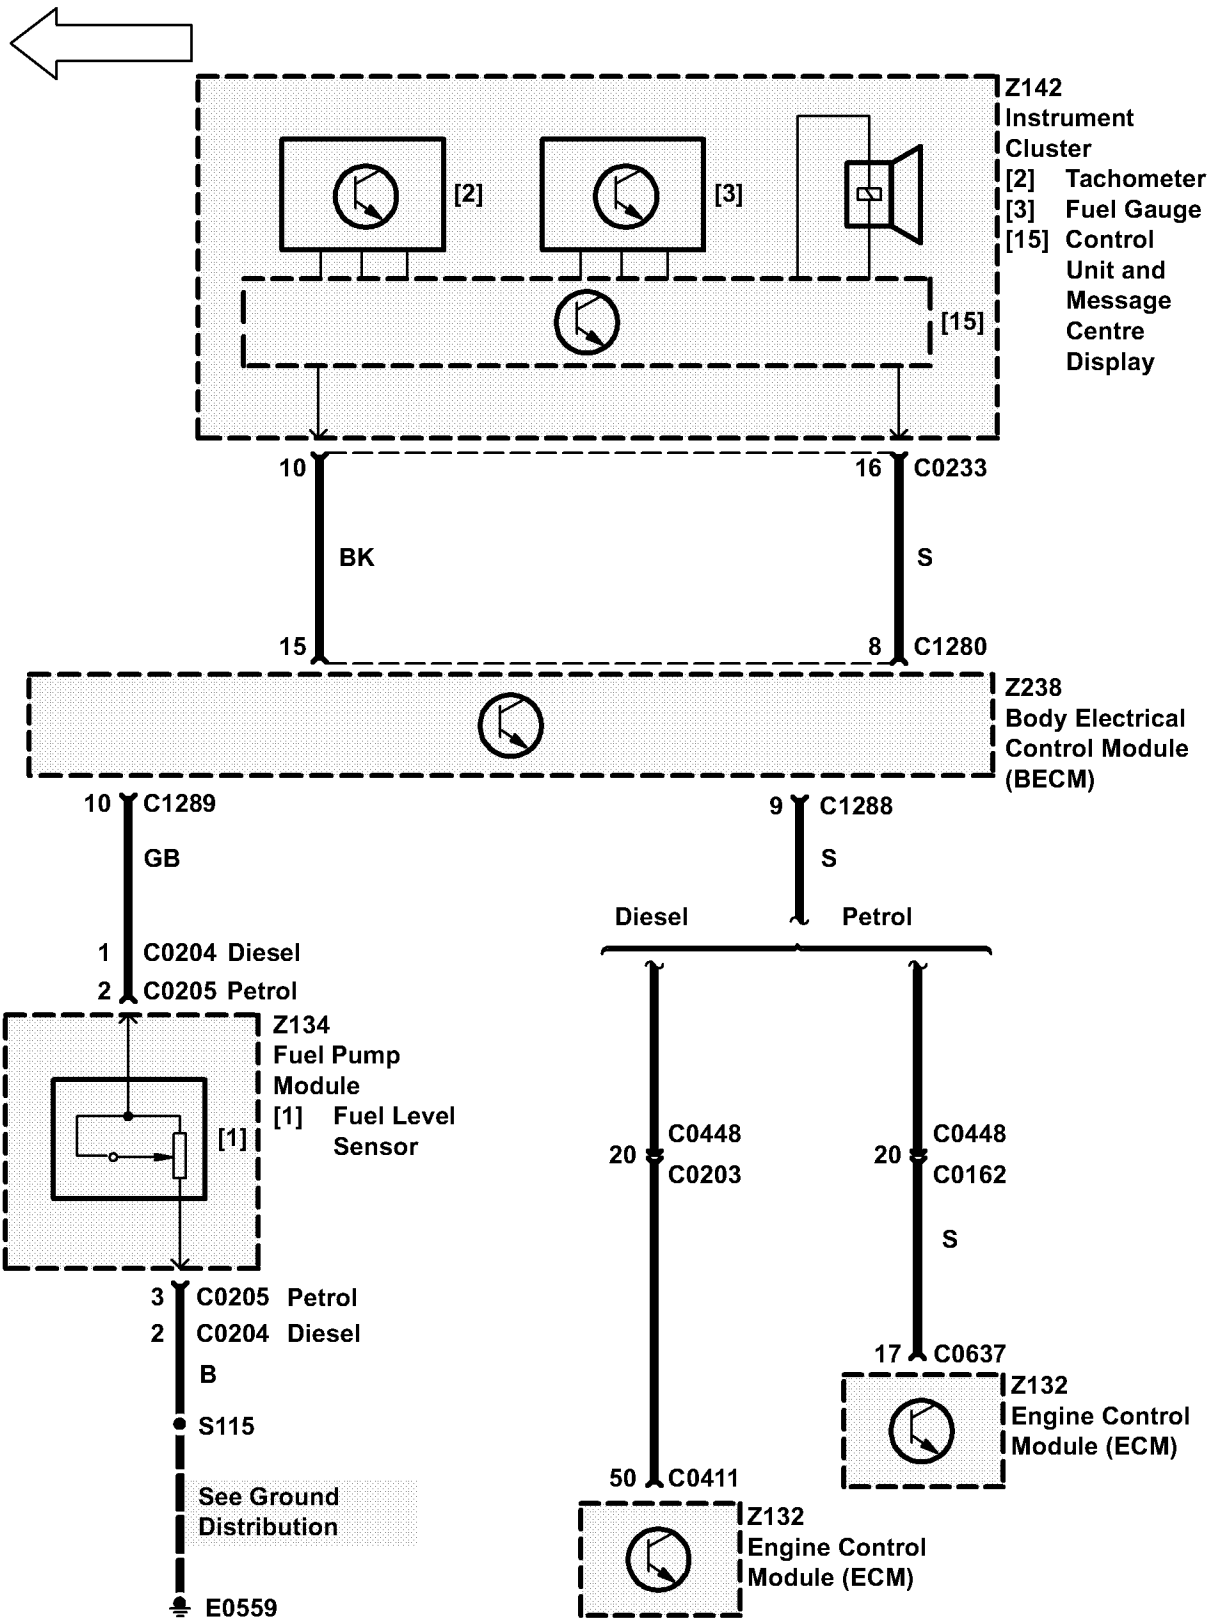 Z142
Instrument
Cluster
[2] Tachometer
[3] Fuel Gauge
[15] Control
Unit and
Message
Centre
Display
[2]
[3]
[15]
10
16 C0233
BK
S
15
8 C1280
Z238
Body Electrical
Control Module
(BECM)
10 C1289
GB
9 C1288
S
Diesel
Petrol
1 C0204 Diesel
2 C0205 Petrol
Z134
Fuel Pump
Module
[1] Fuel Level
Sensor
[1]
C0448
20
C0203
C0448
20
C0162
S
3 C0205 Petrol
2 C0204 Diesel
B
S115
See Ground
Distribution
E0559
17 C0637
Z132
Engine Control
Module (ECM)
50 C0411
Z132
Engine Control
Module (ECM)